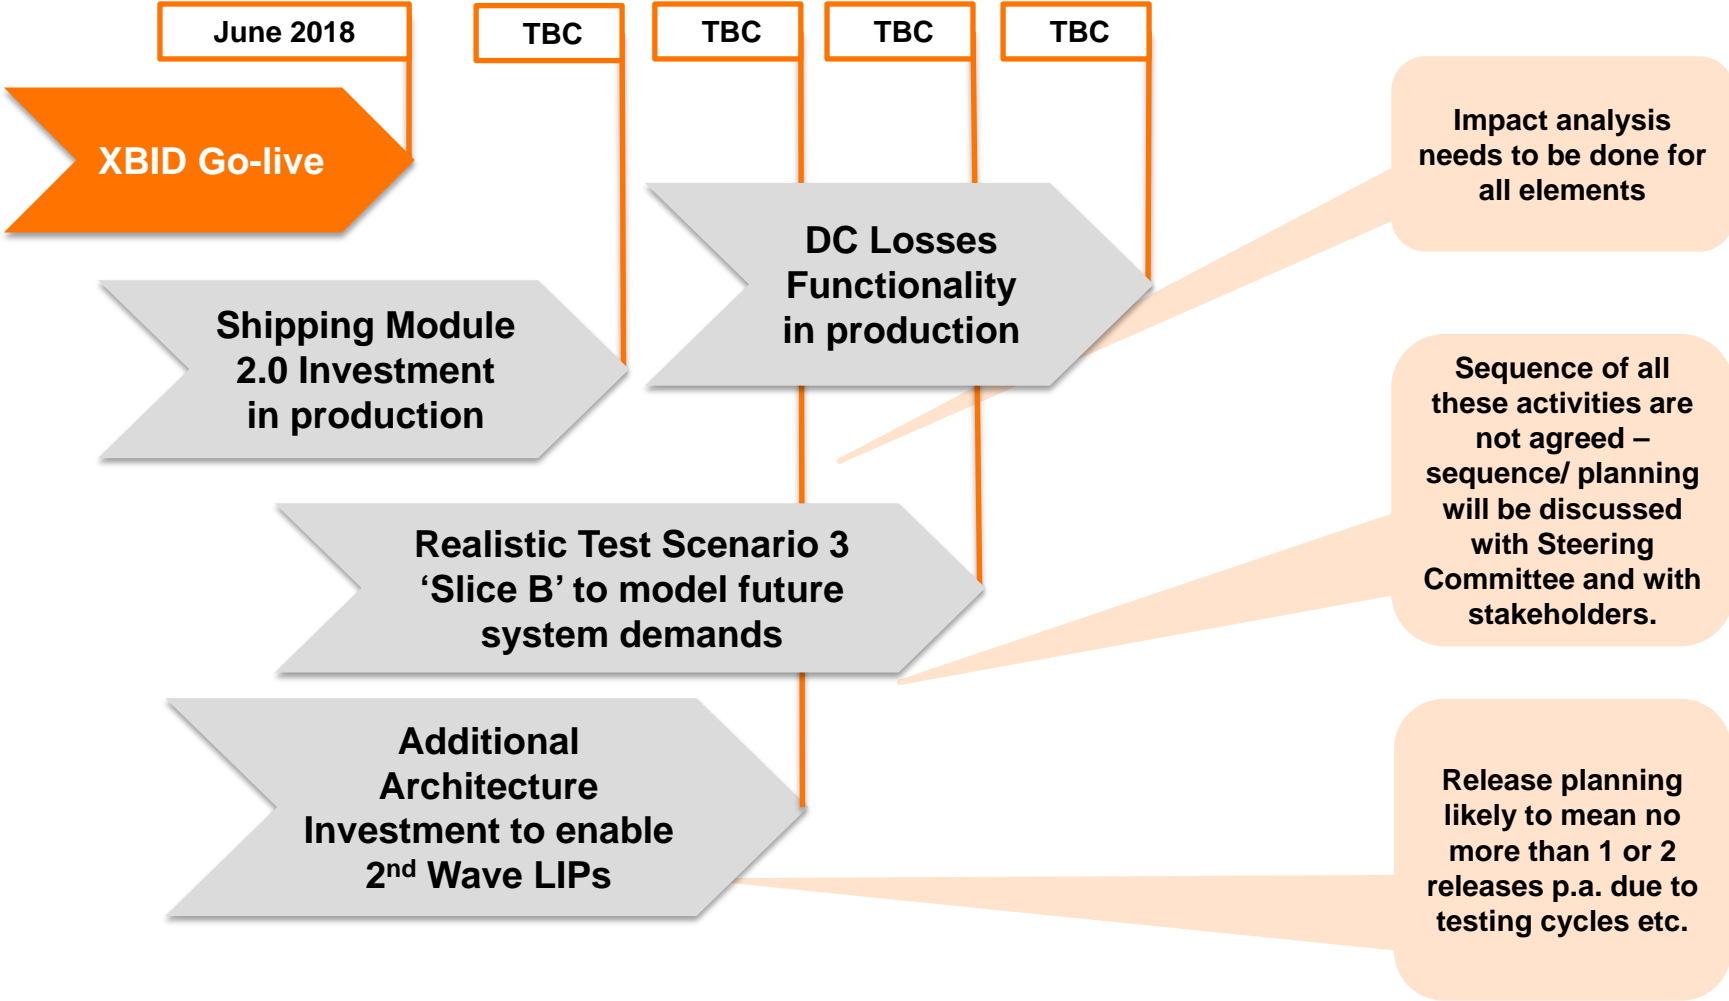 June 2018
TBC
TBC
TBC
TBC
XBID Go-live
Shipping Module
2.0 Investment
in production
DC Losses
Functionality
in production
Realistic Test Scenario 3
‘Slice B’ to model future
system demands
Additional
Architecture
Investment to enable
2nd Wave LIPs
Impact analysis
needs to be done for
all elements
Sequence of all
these activities are
not agreed –
sequence/ planning
will be discussed
with Steering
Committee and with
stakeholders.
Release planning
likely to mean no
more than 1 or 2
releases p.a. due to
testing cycles etc.